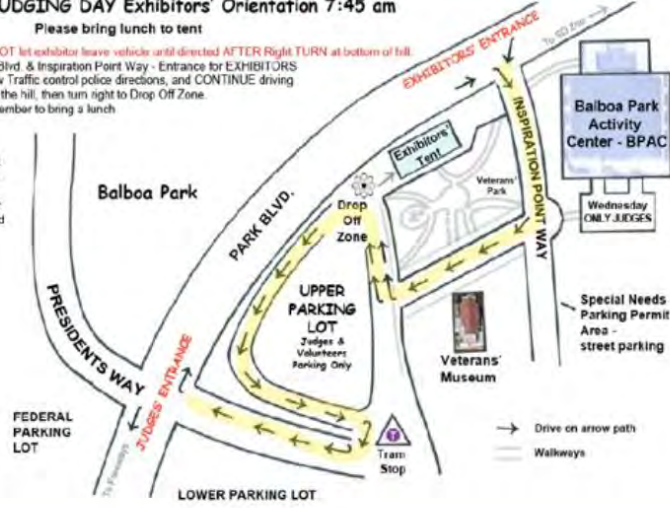 UDGING DAY Exhibitors' Orientation 7:45 am
Please bring lunch to tent
OT let exhibitor leave vehicle until directed AFTER Right TURN at bottom of hill.
Blvd. & Inspiration Point Way - Entrance for EXHIBITORS
Traffic control police directions, and CONTINUE driving
the hill, then turn right to Drop Off Zone.
ember to bring a lunch
EXHIBITORS' ENTRANCE
To SD Zoo
INSPIRATION POINT WAY
Balboa Park
Activity
Center - BPAC
Wednesday
ONLY JUDGES
Exhibitors'
Tent
Veterans'
Park
Balboa Park
PARK BLVD.
Drop
Off
Zone
UPPER
PARKING
LOT
Judges &
Volunteers
Parking Only
Veterans'
Museum
Special Needs
Parking Permit
Area -
street parking
PRESIDENTS WAY
JUDGES' ENTRANCE
FEDERAL
PARKING
LOT
To Freeways
T
Tram
Stop
Drive on arrow path
Walkways
LOWER PARKING LOT